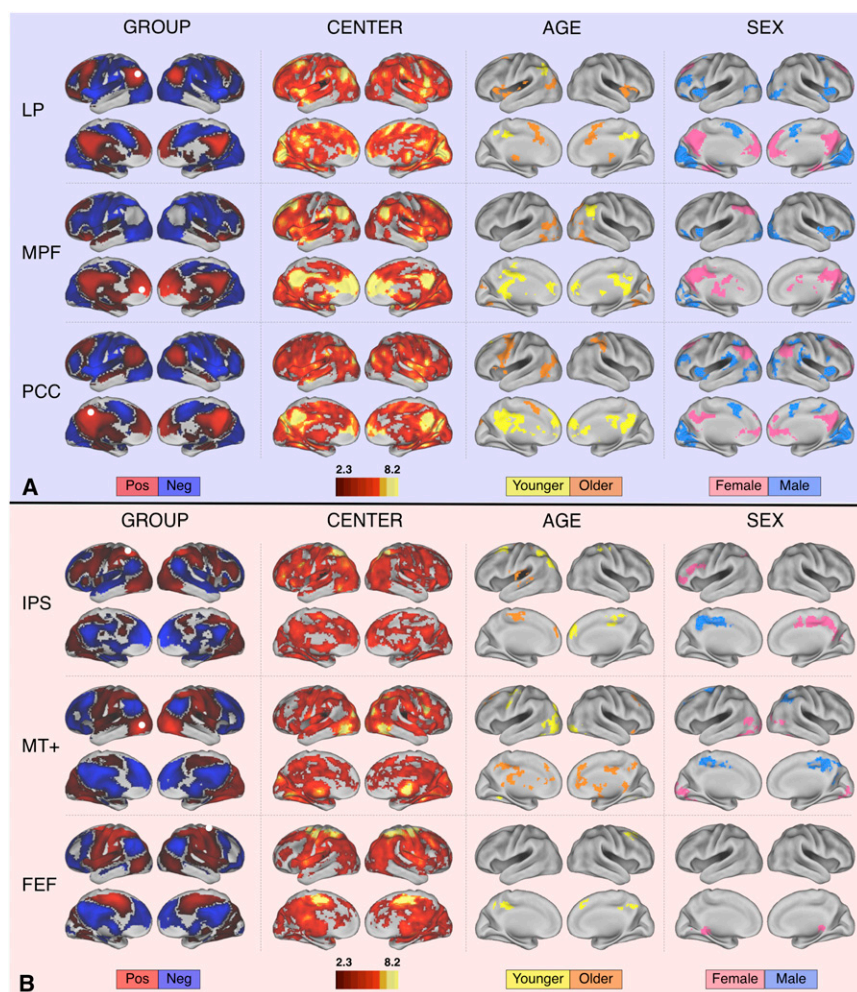 GROUP CENTER AGE SEX
LP
MPF
PCC
2.3 8.2
A Pos Neg Younger Older Female Male
GROUP CENTER AGE SEX
IPS
MT+
FEF
2.3 8.2
B Pos Neg Younger Older Female Male